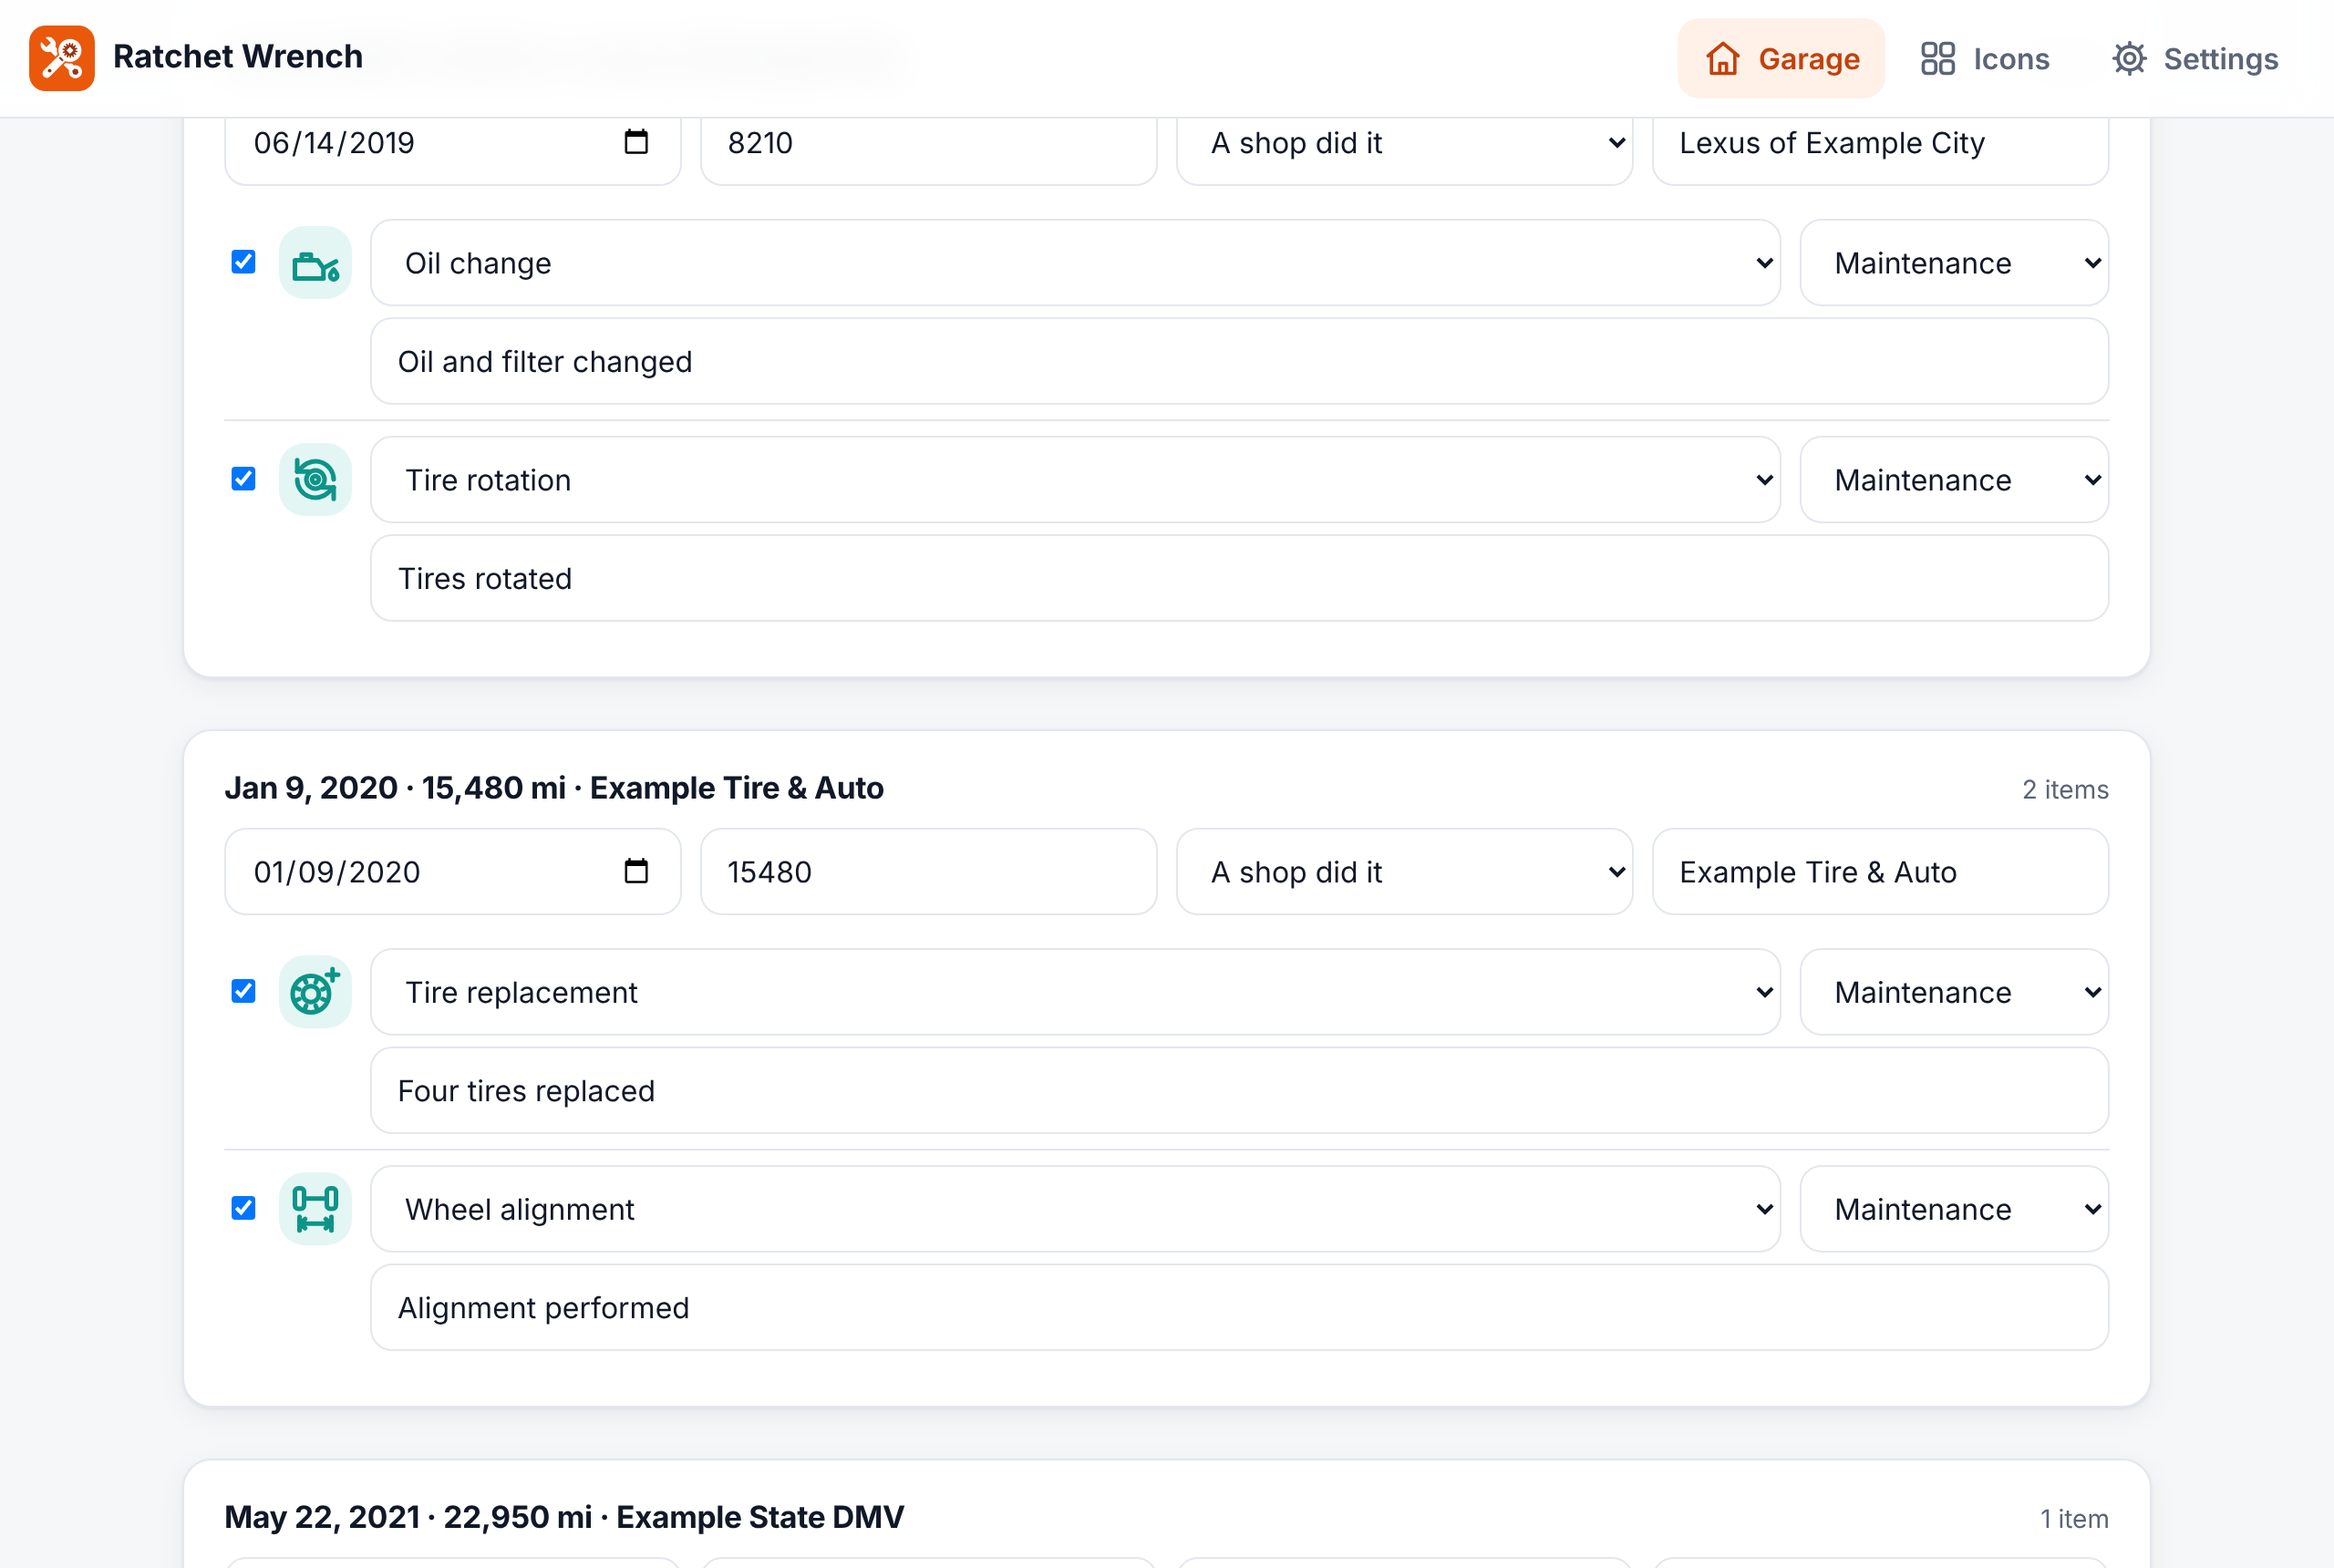 Ratchet Wrench
Garage
Icons
Settings
06/14/2019
8210
A shop did it
Lexus of Example City
Oil change
Maintenance
Oil and filter changed
Tire rotation
Maintenance
Tires rotated
Jan 9, 2020 · 15,480 mi · Example Tire & Auto
2 items
01/09/2020
15480
A shop did it
Example Tire & Auto
Tire replacement
Maintenance
Four tires replaced
Wheel alignment
Maintenance
Alignment performed
May 22, 2021 · 22,950 mi · Example State DMV
1 item